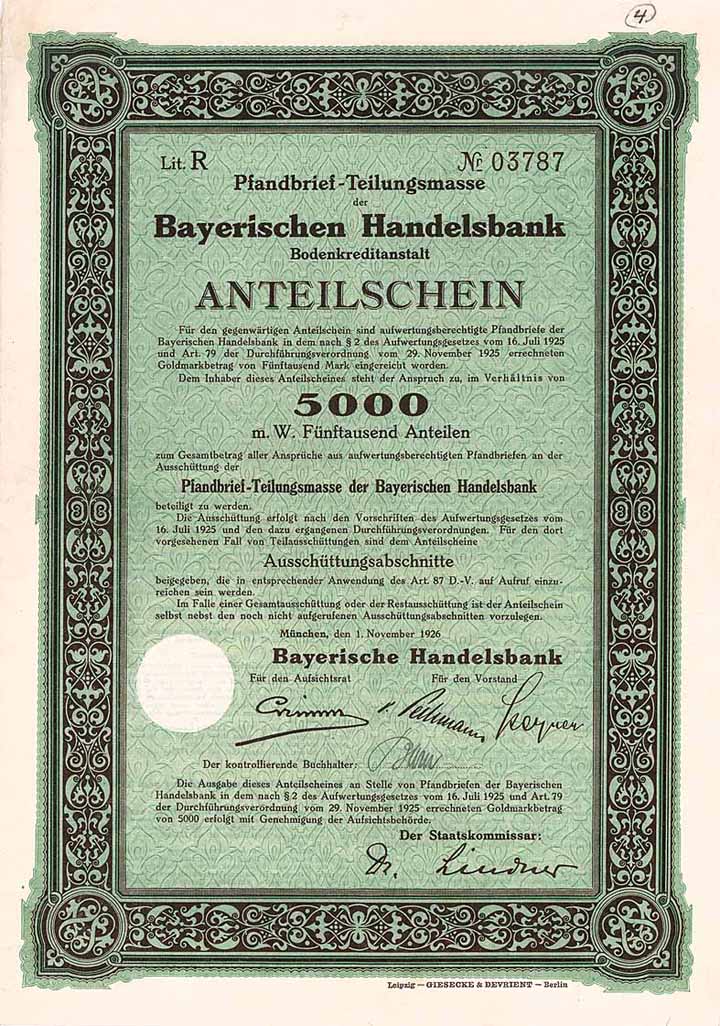 4
Lit. R № 03787
Pfandbrief-Teilungsmasse
der
Bayerischen Handelsbank
Bodenkreditanstalt
ANTEILSCHEIN
Für den gegenwärtigen Anteilschein sind aufwertungsberechtigte Pfandbriefe der
Bayerischen Handelsbank in dem nach § 2 des Aufwertungsgesetzes vom 16. Juli 1925
und Art. 79 der Durchführungsverordnung vom 29. November 1925 errechneten
Goldmarkbetrag von Fünftausend Mark eingereicht worden.
Dem Inhaber dieses Anteilscheines steht der Anspruch zu, im Verhältnis von
5000
m. W. Fünftausend Anteilen
zum Gesamtbetrag aller Ansprüche aus aufwertungsberechtigten Pfandbriefen an der
Ausschüttung der
Pfandbrief-Teilungsmasse der Bayerischen Handelsbank
beteiligt zu werden.
Die Ausschüttung erfolgt nach den Vorschriften des Aufwertungsgesetzes vom
16. Juli 1925 und den dazu ergangenen Durchführungsverordnungen. Für den dort
vorgesehenen Fall von Teilausschüttungen sind dem Anteilscheine
Ausschüttungsabschnitte
beigegeben, die in entsprechender Anwendung des Art. 87 D.-V. auf Aufruf einzu-
reichen sein werden.
Im Falle einer Gesamtausschüttung oder der Restausschüttung ist der Anteilschein
selbst nebst den noch nicht aufgerufenen Ausschüttungsabschnitten vorzulegen.
München, den 1. November 1926
Bayerische Handelsbank
Für den Aufsichtsrat Für den Vorstand
Der kontrollierende Buchhalter:
Die Ausgabe dieses Anteilscheines an Stelle von Pfandbriefen der Bayerischen
Handelsbank in dem nach § 2 des Aufwertungsgesetzes vom 16. Juli 1925 und Art. 79
der Durchführungsverordnung vom 29. November 1925 errechneten Goldmarkbetrag
von 5000 erfolgt mit Genehmigung der Aufsichtsbehörde.
Der Staatskommissar:
Dr. Lindner
Leipzig — GIESECKE & DEVRIENT — Berlin